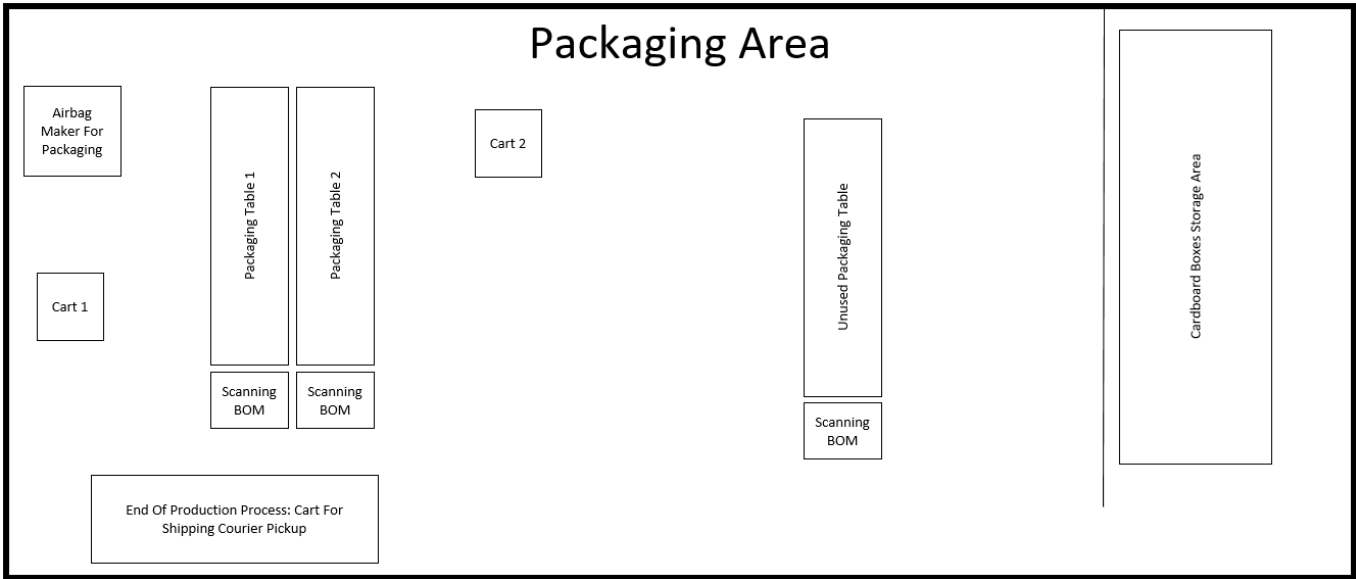 Packaging Area
Airbag
Maker For
Packaging
Cart 1
Packaging Table 1
Packaging Table 2
Scanning
BOM
Scanning
BOM
Cart 2
Unused Packaging Table
Scanning
BOM
Cardboard Boxes Storage Area
End Of Production Process: Cart For
Shipping Courier Pickup